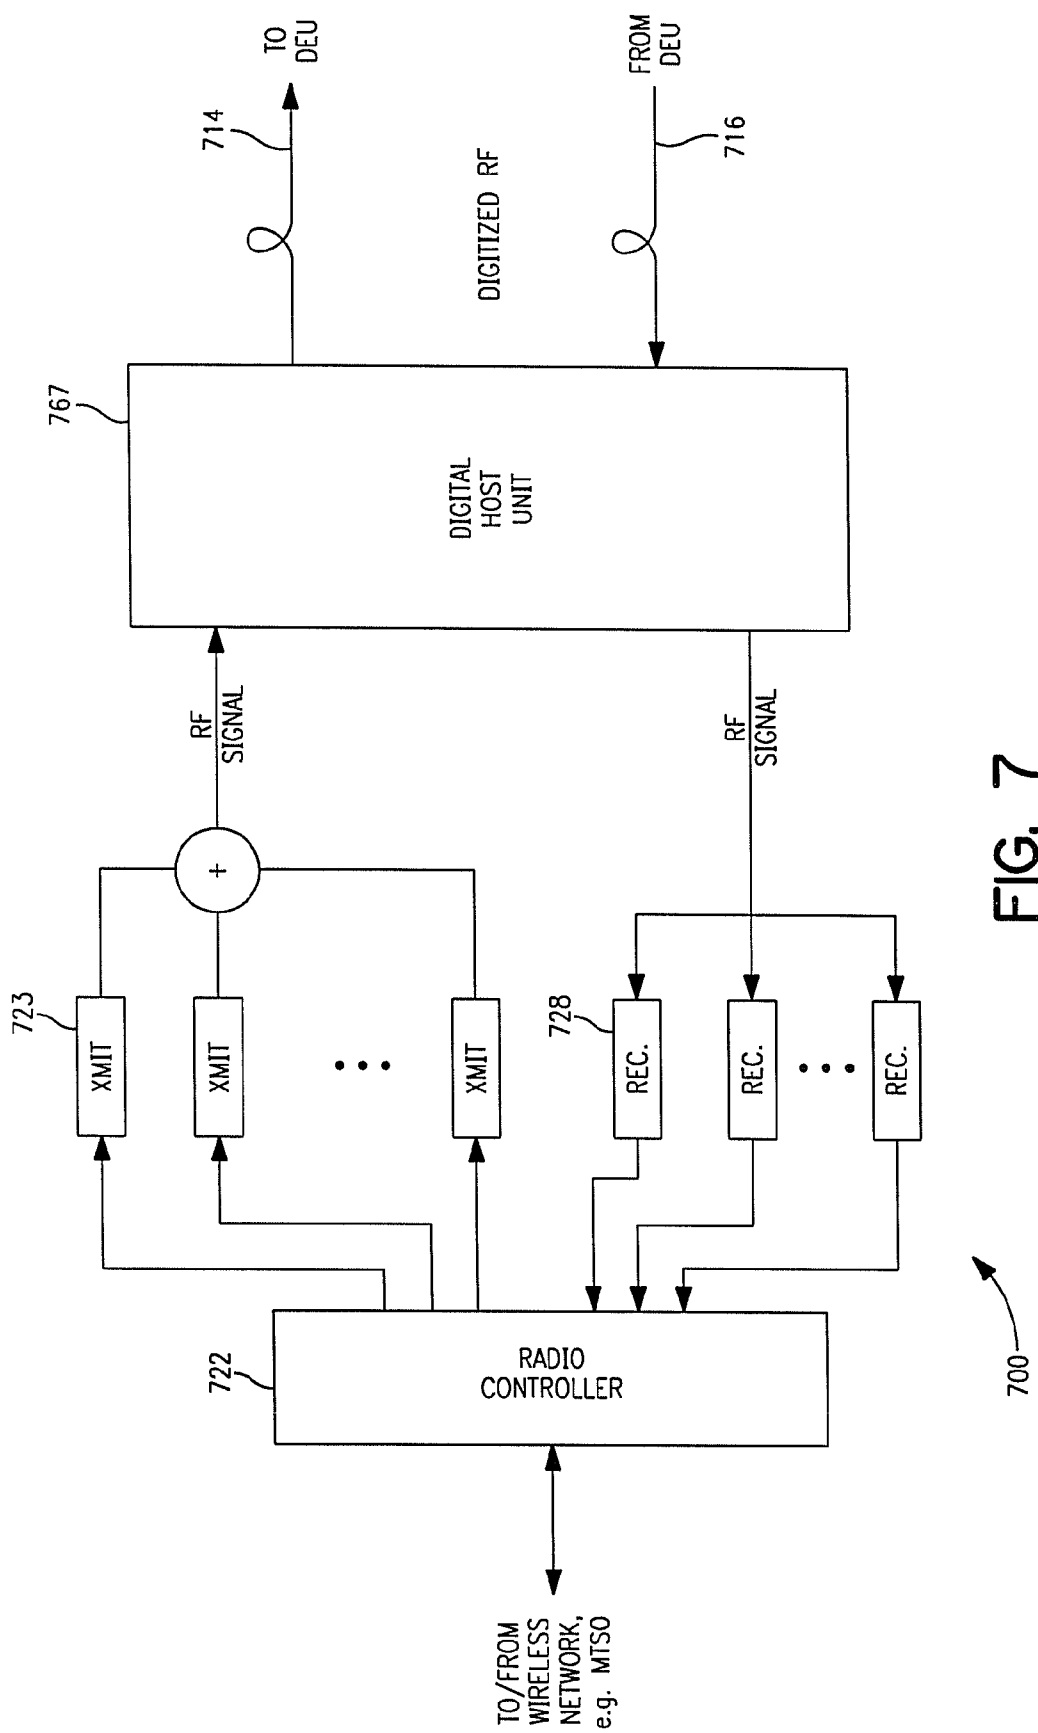 TO/FROM
WIRELESS
NETWORK,
e.g. MTSO
722
RADIO
CONTROLLER
723
XMIT
XMIT
XMIT
728
REC.
REC.
REC.
+
RF
SIGNAL
RF
SIGNAL
767
DIGITAL
HOST
UNIT
714
TO
DEU
DIGITIZED RF
716
FROM
DEU
700
FIG. 7